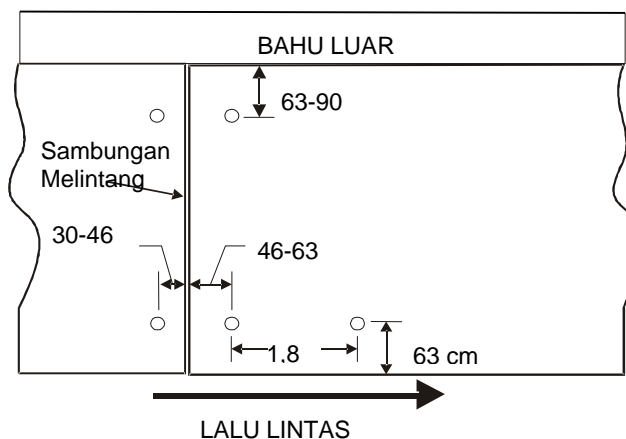 BAHU LUAR
63-90
Sambungan
Melintang
30-46
46-63
1,8
63 cm
LALU LINTAS